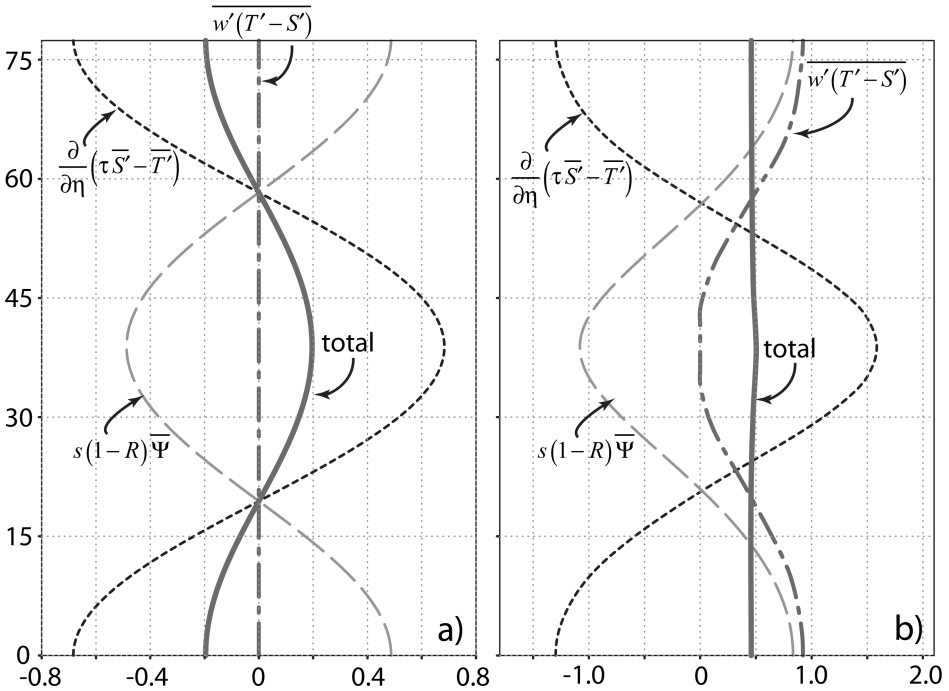 w′(T′−S′)
75
60
45
30
15
0
∂/∂η(τS̅′−T̅′)
total
s(1−R)Ψ̅
a)
-0.8 -0.4 0 0.4 0.8
w′(T′−S′)
∂/∂η(τS̅′−T̅′)
total
s(1−R)Ψ̅
b)
-1.0 0 1.0 2.0